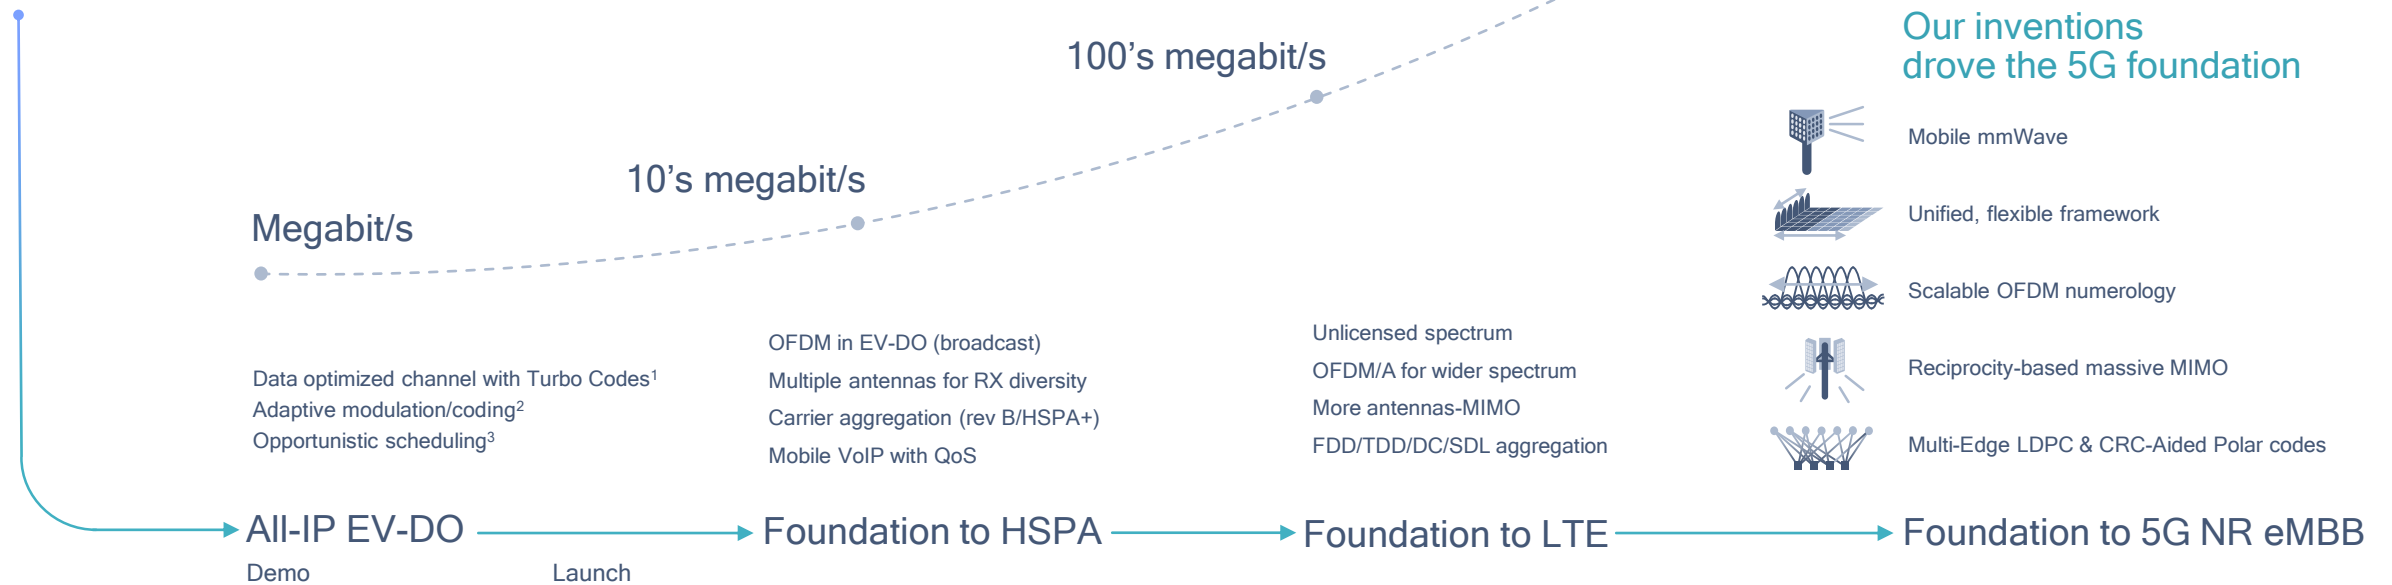 100’s megabit/s
10’s megabit/s
Megabit/s
Data optimized channel with Turbo Codes¹
Adaptive modulation/coding²
Opportunistic scheduling³
OFDM in EV-DO (broadcast)
Multiple antennas for RX diversity
Carrier aggregation (rev B/HSPA+)
Mobile VoIP with QoS
Unlicensed spectrum
OFDM/A for wider spectrum
More antennas-MIMO
FDD/TDD/DC/SDL aggregation
Our inventions
drove the 5G foundation
Mobile mmWave
Unified, flexible framework
Scalable OFDM numerology
Reciprocity-based massive MIMO
Multi-Edge LDPC & CRC-Aided Polar codes
All-IP EV-DO
Foundation to HSPA
Foundation to LTE
Foundation to 5G NR eMBB
Demo
Launch